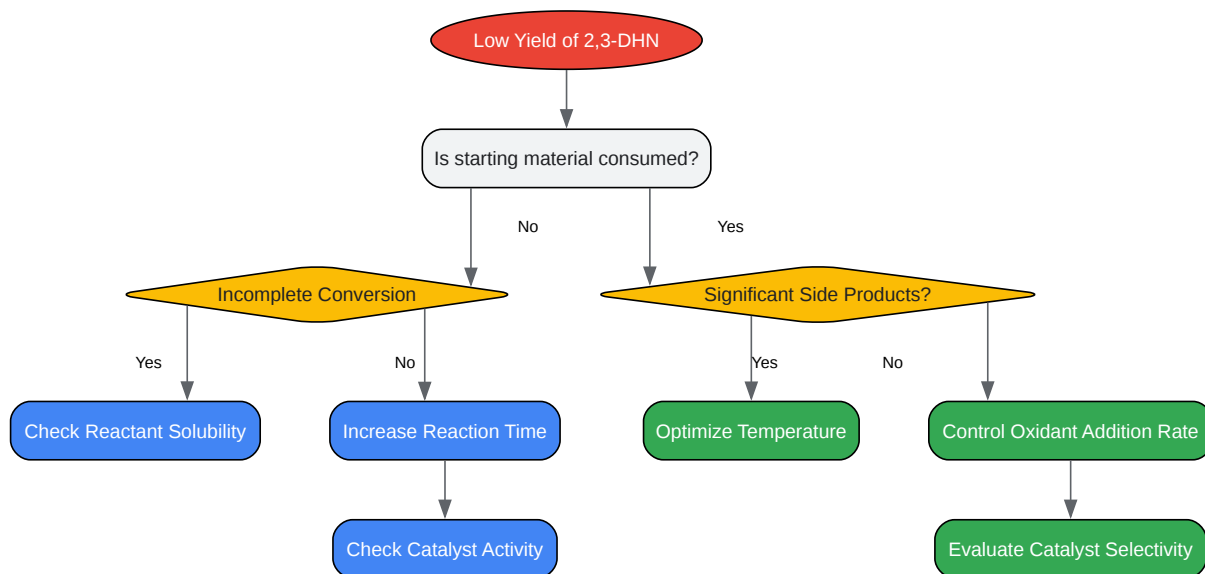 Low Yield of 2,3-DHN
Is starting material consumed?
No
Yes
Incomplete Conversion
Significant Side Products?
Yes
No
Yes
No
Check Reactant Solubility
Increase Reaction Time
Optimize Temperature
Control Oxidant Addition Rate
Check Catalyst Activity
Evaluate Catalyst Selectivity